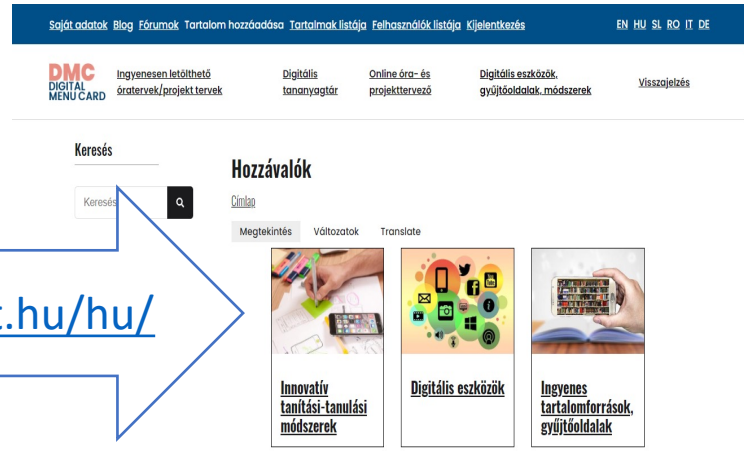 Saját adatok Blog Fórumok Tartalom hozzáadása Tartalmak listája Felhasználók listája Kijelentkezés EN HU SL RO IT DE
DMC
DIGITAL
MENU CARD
Ingyenesen letölthető
óratervek/projekt tervek
Digitális
tananyagtár
Online óra- és
projekttervező
Digitális eszközök,
gyűjtőoldalak, módszerek
Visszajelzés
Keresés
Keresés
Hozzávalók
Címlap
Megtekintés Változatok Translate
.hu/hu/
Innovatív
tanítási-tanulási
módszerek
Digitális eszközök
Ingyenes
tartalomforrások,
gyűjtőoldalak